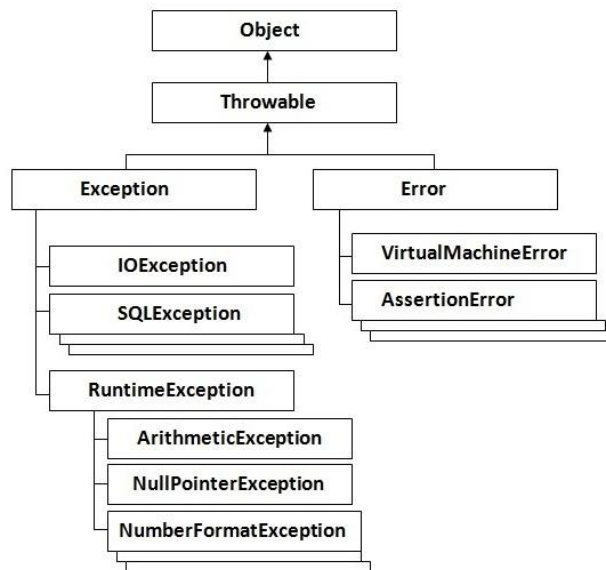 Object
Throwable
Exception
Error
IOException
SQLException
VirtualMachineError
AssertionError
RuntimeException
ArithmeticException
NullPointerException
NumberFormatException